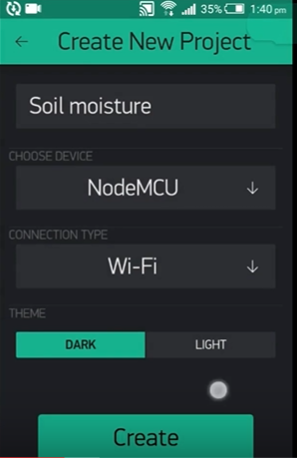 35% 1:40 pm
← Create New Project
Soil moisture
CHOOSE DEVICE
NodeMCU ↓
CONNECTION TYPE
Wi-Fi ↓
THEME
DARK LIGHT
Create